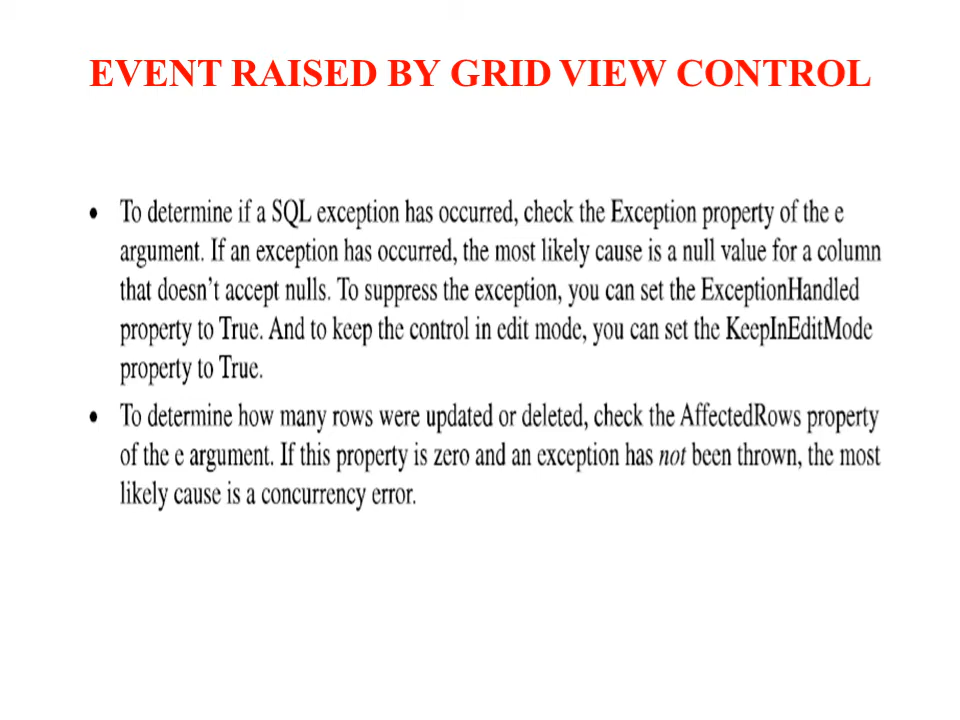 EVENT RAISED BY GRID VIEW CONTROL
• To determine if a SQL exception has occurred, check the Exception property of the e
argument. If an exception has occurred, the most likely cause is a null value for a column
that doesn't accept nulls. To suppress the exception, you can set the ExceptionHandled
property to True. And to keep the control in edit mode, you can set the KeepInEditMode
property to True.
• To determine how many rows were updated or deleted, check the AffectedRows property
of the e argument. If this property is zero and an exception has not been thrown, the most
likely cause is a concurrency error.